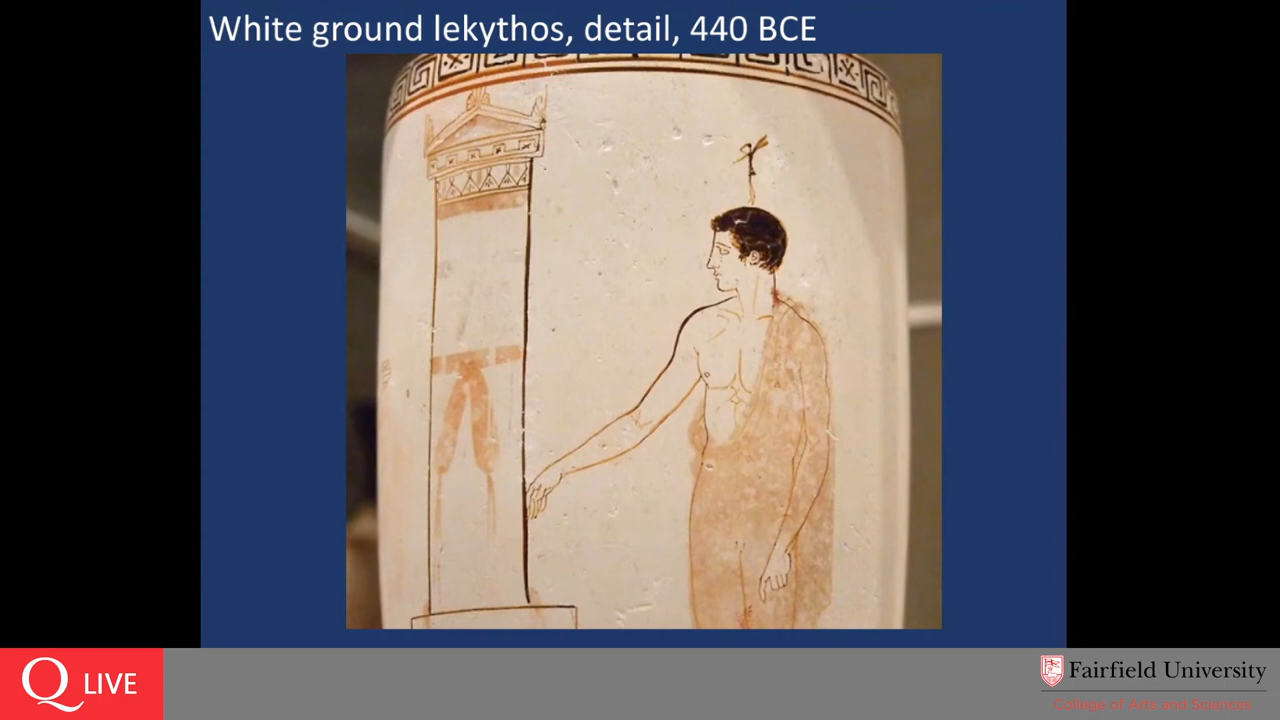 White ground lekythos, detail, 440 BCE
Q LIVE
Fairfield University
College of Arts and Sciences